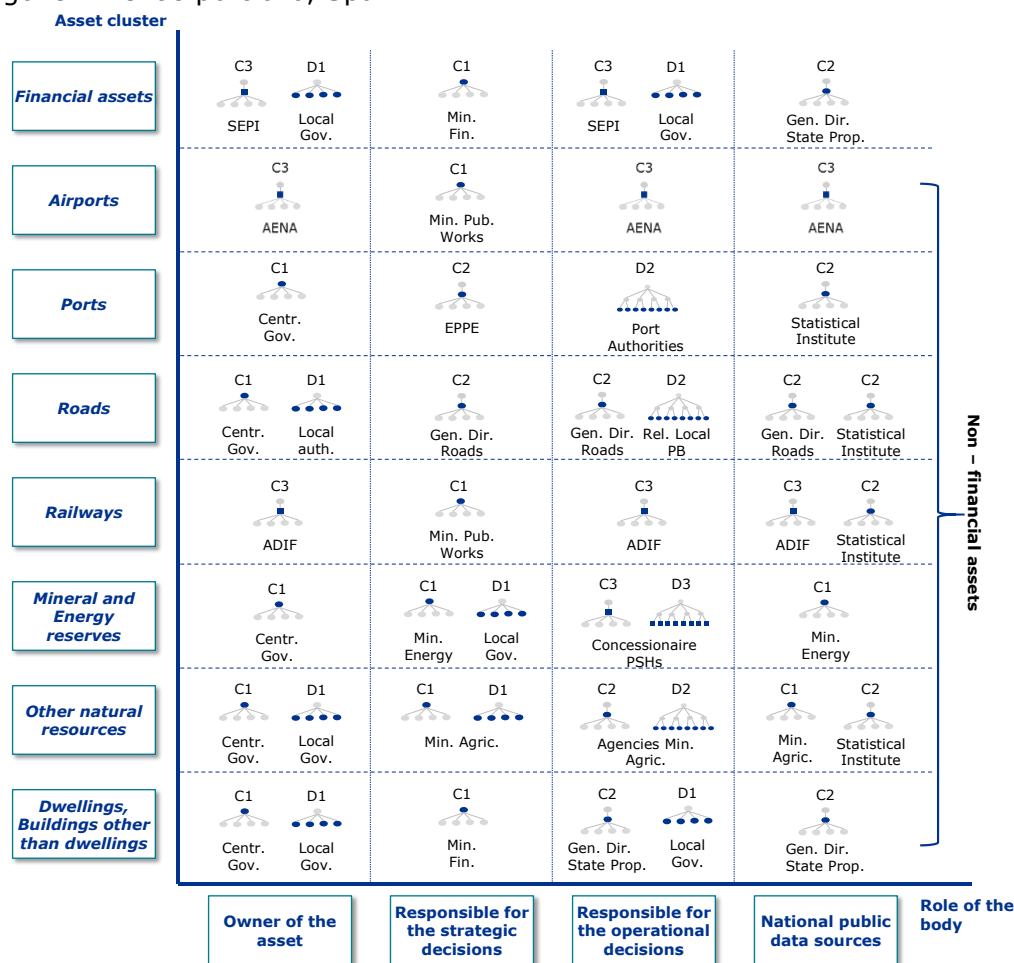 Asset cluster
Financial assets
C3 D1 C1 C3 D1 C2
SEPI Local Gov. Min. Fin. SEPI Local Gov. Gen. Dir. State Prop.
Airports
C3 C1 C3 C3
AENA Min. Pub. Works AENA AENA
Ports
C1 C2 D2 C2
Centr. Gov. EPPE Port Authorities Statistical Institute
Roads
C1 D1 C2 C2 D2 C2 C2
Centr. Gov. Local auth. Gen. Dir. Roads Gen. Dir. Roads Rel. Local PB Gen. Dir. Roads Statistical Institute
Railways
C3 C1 C3 C3 C2
ADIF Min. Pub. Works ADIF ADIF Statistical Institute
Mineral and
Energy
reserves
C1 C1 D1 C3 D3 C1
Centr. Gov. Min. Energy Local Gov. Concessionaire PSHs Min. Energy
Other natural
resources
C1 D1 C1 D1 C2 D2 C1 C2
Centr. Gov. Local Gov. Min. Agric. Agencies Min. Agric. Min. Agric. Statistical Institute
Dwellings,
Buildings other
than dwellings
C1 D1 C1 C2 D1 C2
Centr. Gov. Local Gov. Min. Fin. Gen. Dir. State Prop. Local Gov. Gen. Dir. State Prop.
Non – financial assets
Owner of the
asset
Responsible for
the strategic
decisions
Responsible for
the operational
decisions
National public
data sources
Role of the
body